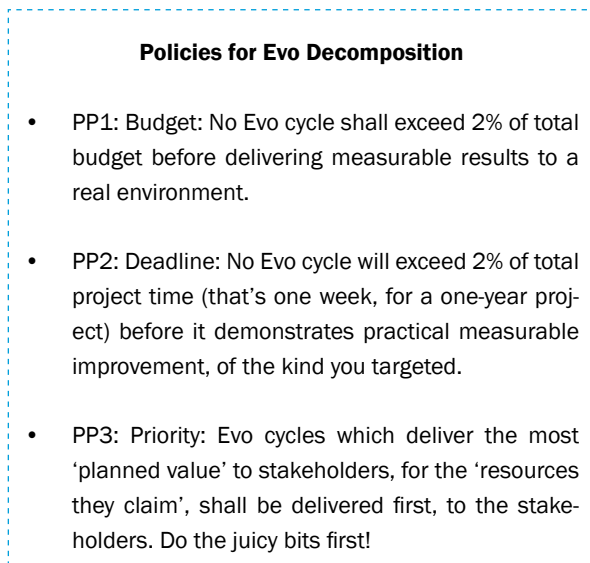 Policies for Evo Decomposition
• PP1: Budget: No Evo cycle shall exceed 2% of total
budget before delivering measurable results to a
real environment.
• PP2: Deadline: No Evo cycle will exceed 2% of total
project time (that’s one week, for a one-year proj-
ect) before it demonstrates practical measurable
improvement, of the kind you targeted.
• PP3: Priority: Evo cycles which deliver the most
‘planned value’ to stakeholders, for the ‘resources
they claim’, shall be delivered first, to the stake-
holders. Do the juicy bits first!